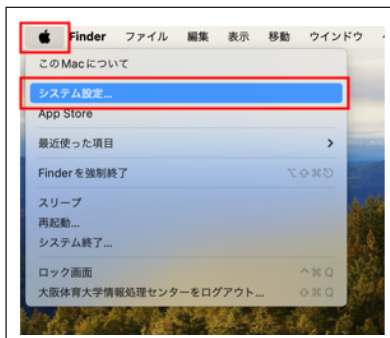 Finder ファイル 編集 表示 移動 ウインドウ
このMacについて
システム設定...
App Store
最近使った項目
Finderを強制終了 ⌥⇧⌘⎋
スリープ
再起動...
システム終了...
ロック画面 ^⌘Q
大阪体育大学情報処理センターをログアウト... ⇧⌘Q